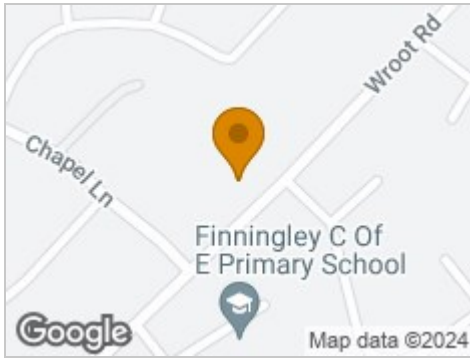 Wroot Rd
Chapel Ln
Finningley C Of
E Primary School
Google
Map data ©2024